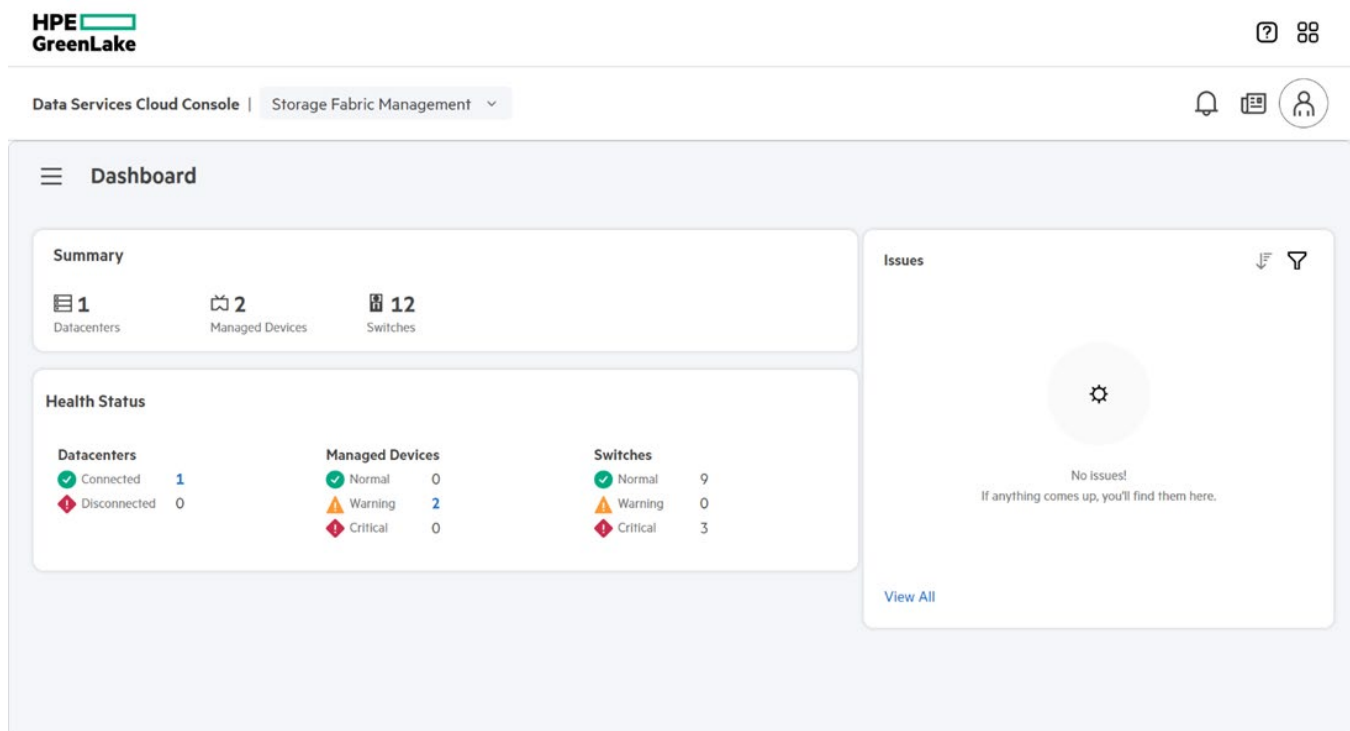 HPE
GreenLake
Data Services Cloud Console | Storage Fabric Management
Dashboard
Summary
1
Datacenters
2
Managed Devices
12
Switches
Health Status
Datacenters
Connected 1
Disconnected 0
Managed Devices
Normal 0
Warning 2
Critical 0
Switches
Normal 9
Warning 0
Critical 3
Issues
No issues!
If anything comes up, you'll find them here.
View All